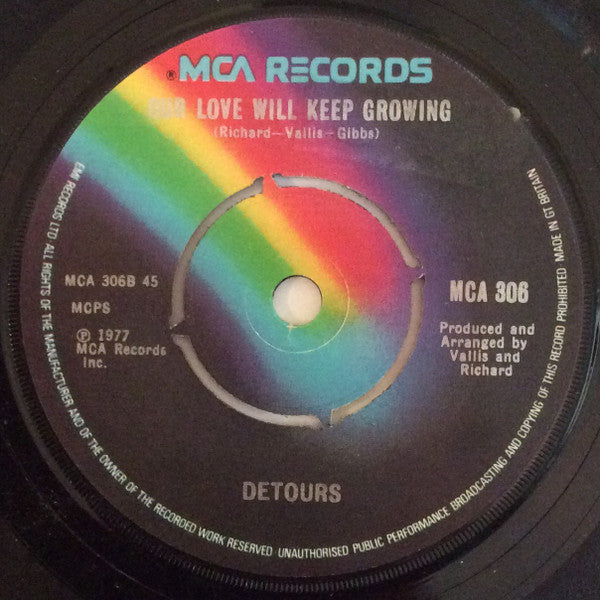 ® MCA RECORDS
OUR LOVE WILL KEEP GROWING
(Richard-Vallis-Gibbs)
MCA 306B 45
MCPS
℗ 1977
MCA Records
Inc.
MCA 306
Produced and
Arranged by
Vallis and
Richard
DETOURS
EMI RECORDS LTD ALL RIGHTS OF THE MANUFACTURER AND OF THE OWNER OF THE RECORDED WORK RESERVED UNAUTHORISED PUBLIC PERFORMANCE BROADCASTING AND COPYING OF THIS RECORD PROHIBITED MADE IN GT BRITAIN